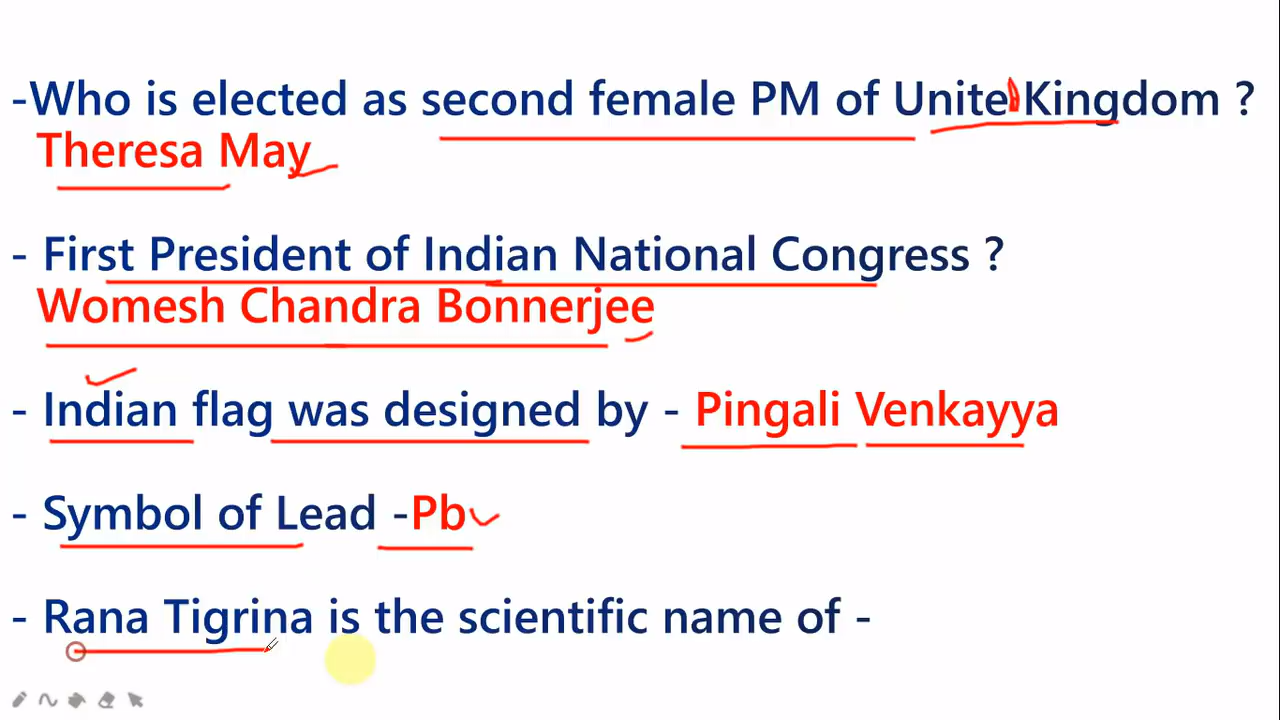 -Who is elected as second female PM of Unite Kingdom ?
Theresa May
- First President of Indian National Congress ?
Womesh Chandra Bonnerjee
- Indian flag was designed by - Pingali Venkayya
- Symbol of Lead -Pb
- Rana Tigrina is the scientific name of -